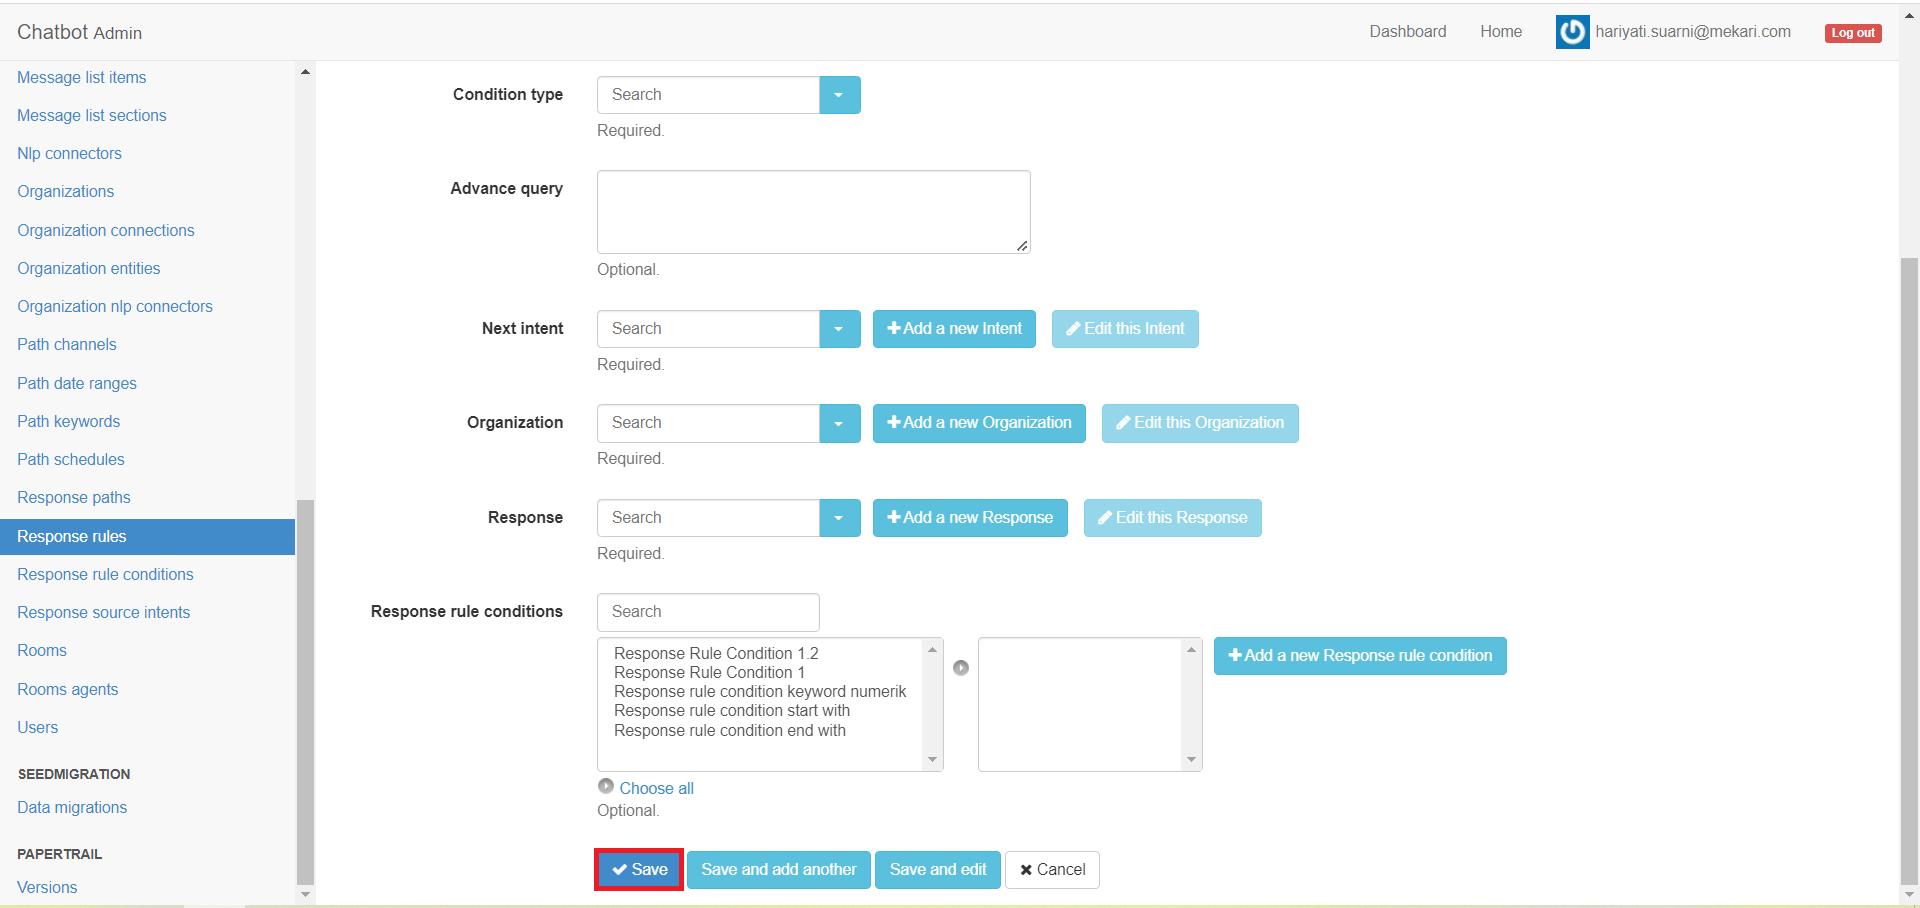 Chatbot Admin
Dashboard
Home
hariyati.suarni@mekari.com
Log out
Message list items
Message list sections
Nlp connectors
Organizations
Organization connections
Organization entities
Organization nlp connectors
Path channels
Path date ranges
Path keywords
Path schedules
Response paths
Response rules
Response rule conditions
Response source intents
Rooms
Rooms agents
Users
SEEDMIGRATION
Data migrations
PAPERTRAIL
Versions
Condition type
Search
Required.
Advance query
Optional.
Next intent
Search
Add a new Intent
Edit this Intent
Required.
Organization
Search
Add a new Organization
Edit this Organization
Required.
Response
Search
Add a new Response
Edit this Response
Required.
Response rule conditions
Search
Response Rule Condition 1.2
Response Rule Condition 1
Response rule condition keyword numerik
Response rule condition start with
Response rule condition end with
Add a new Response rule condition
Choose all
Optional.
Save
Save and add another
Save and edit
Cancel